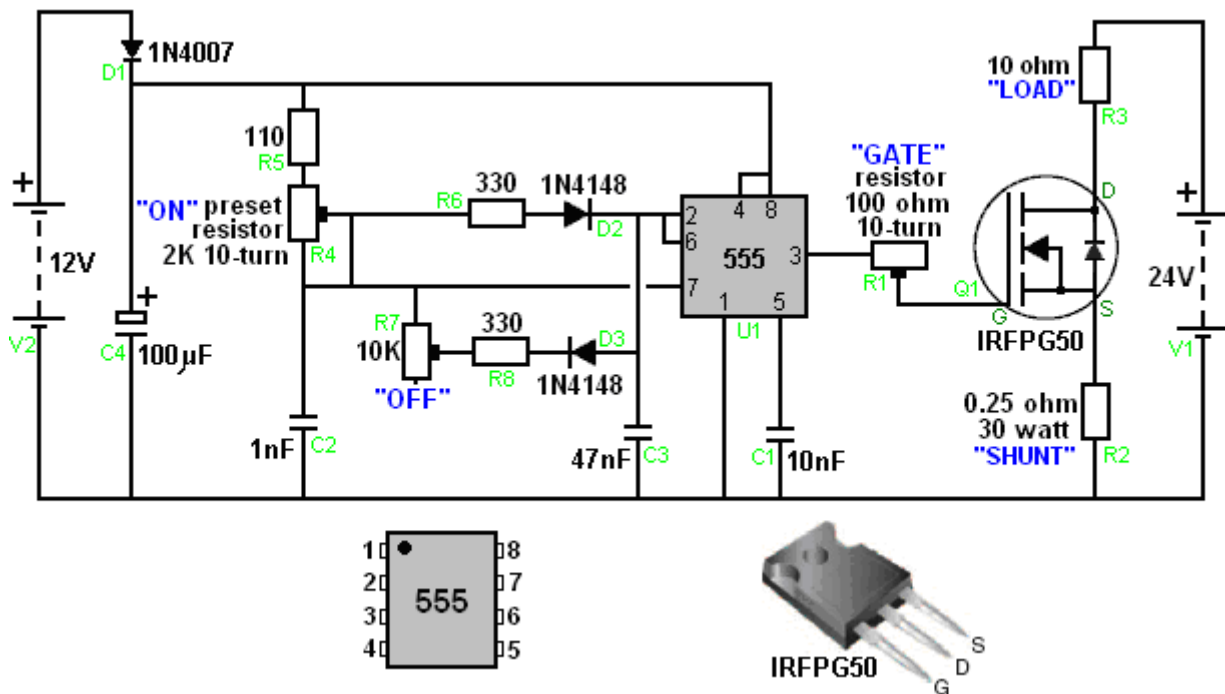 1N4007
D1
10 ohm
"LOAD"
R3
110
R5
"GATE"
resistor
100 ohm
10-turn
R1
+
12V
V2
"ON" preset
resistor
2K 10-turn
R4
R6
330
1N4148
D2
2
6
7
4
8
555
3
1
5
U1
D
Q1
G
S
IRFPG50
+
24V
V1
+
C4
100µF
R7
10K
"OFF"
330
R8
D3
1N4148
0.25 ohm
30 watt
"SHUNT"
R2
1nF
C2
47nF
C3
C1
10nF
1
2
3
4
555
8
7
6
5
IRFPG50
S
D
G